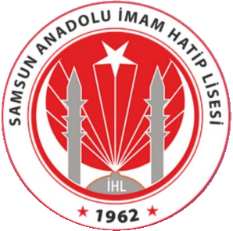 SAMSUN ANADOLU İMAM HATİP LİSESİ
İHL
1962